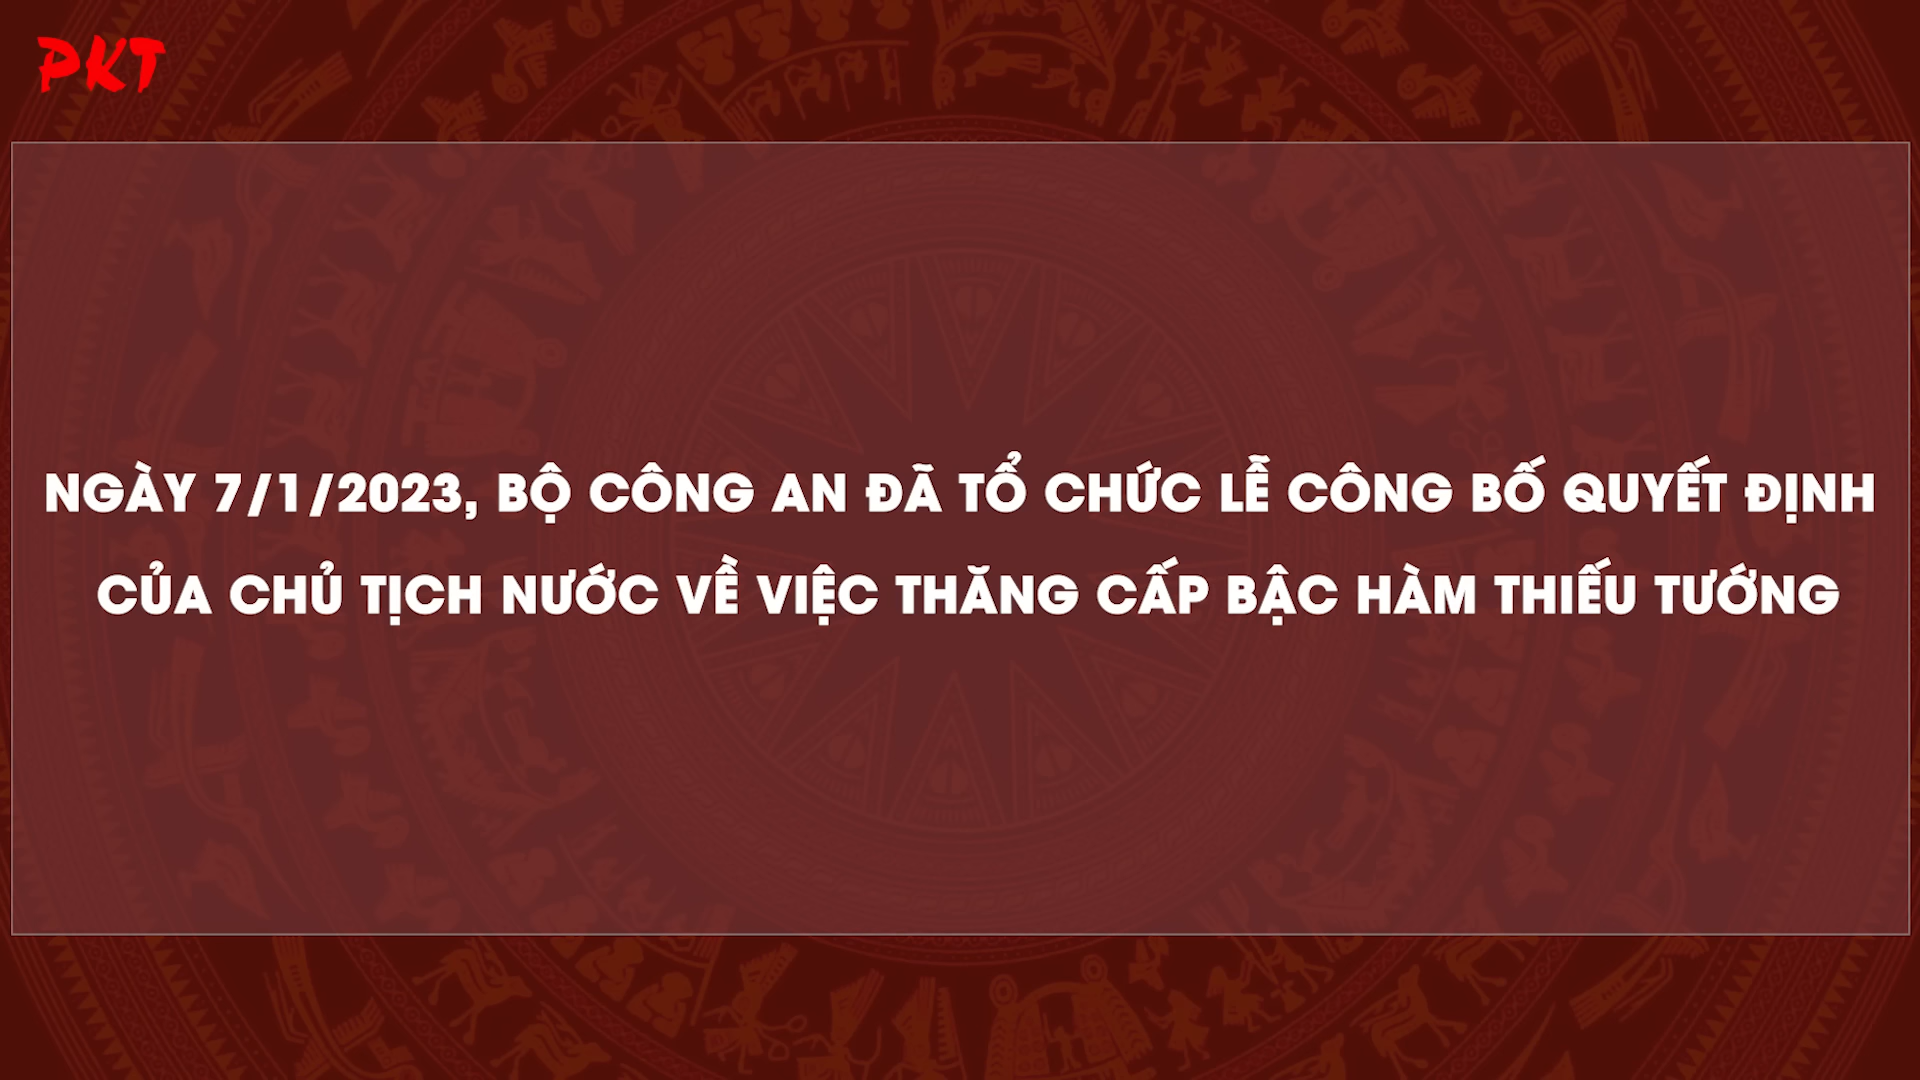 PKT
NGÀY 7/1/2023, BỘ CÔNG AN ĐÃ TỔ CHỨC LỄ CÔNG BỐ QUYẾT ĐỊNH
CỦA CHỦ TỊCH NƯỚC VỀ VIỆC THĂNG CẤP BẬC HÀM THIẾU TƯỚNG